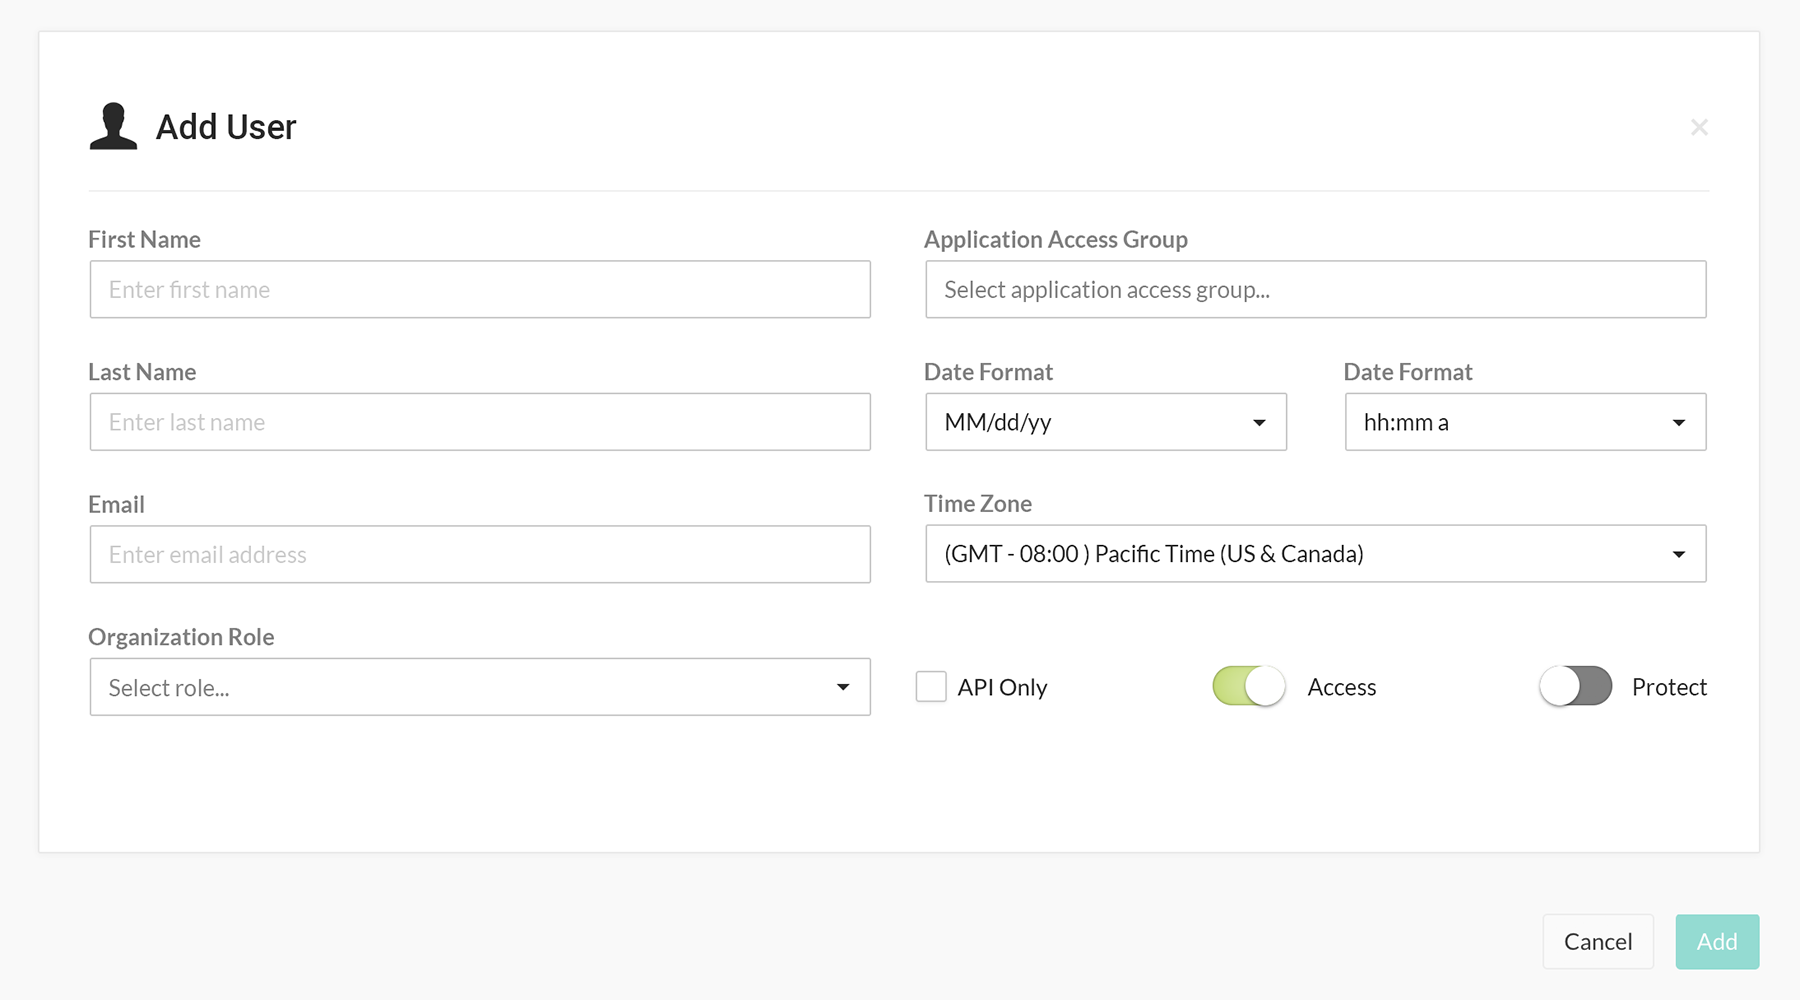 Add User
×
First Name
Enter first name
Application Access Group
Select application access group...
Last Name
Enter last name
Date Format
MM/dd/yy
Date Format
hh:mm a
Email
Enter email address
Time Zone
(GMT - 08:00 ) Pacific Time (US & Canada)
Organization Role
Select role...
API Only
Access
Protect
Cancel
Add